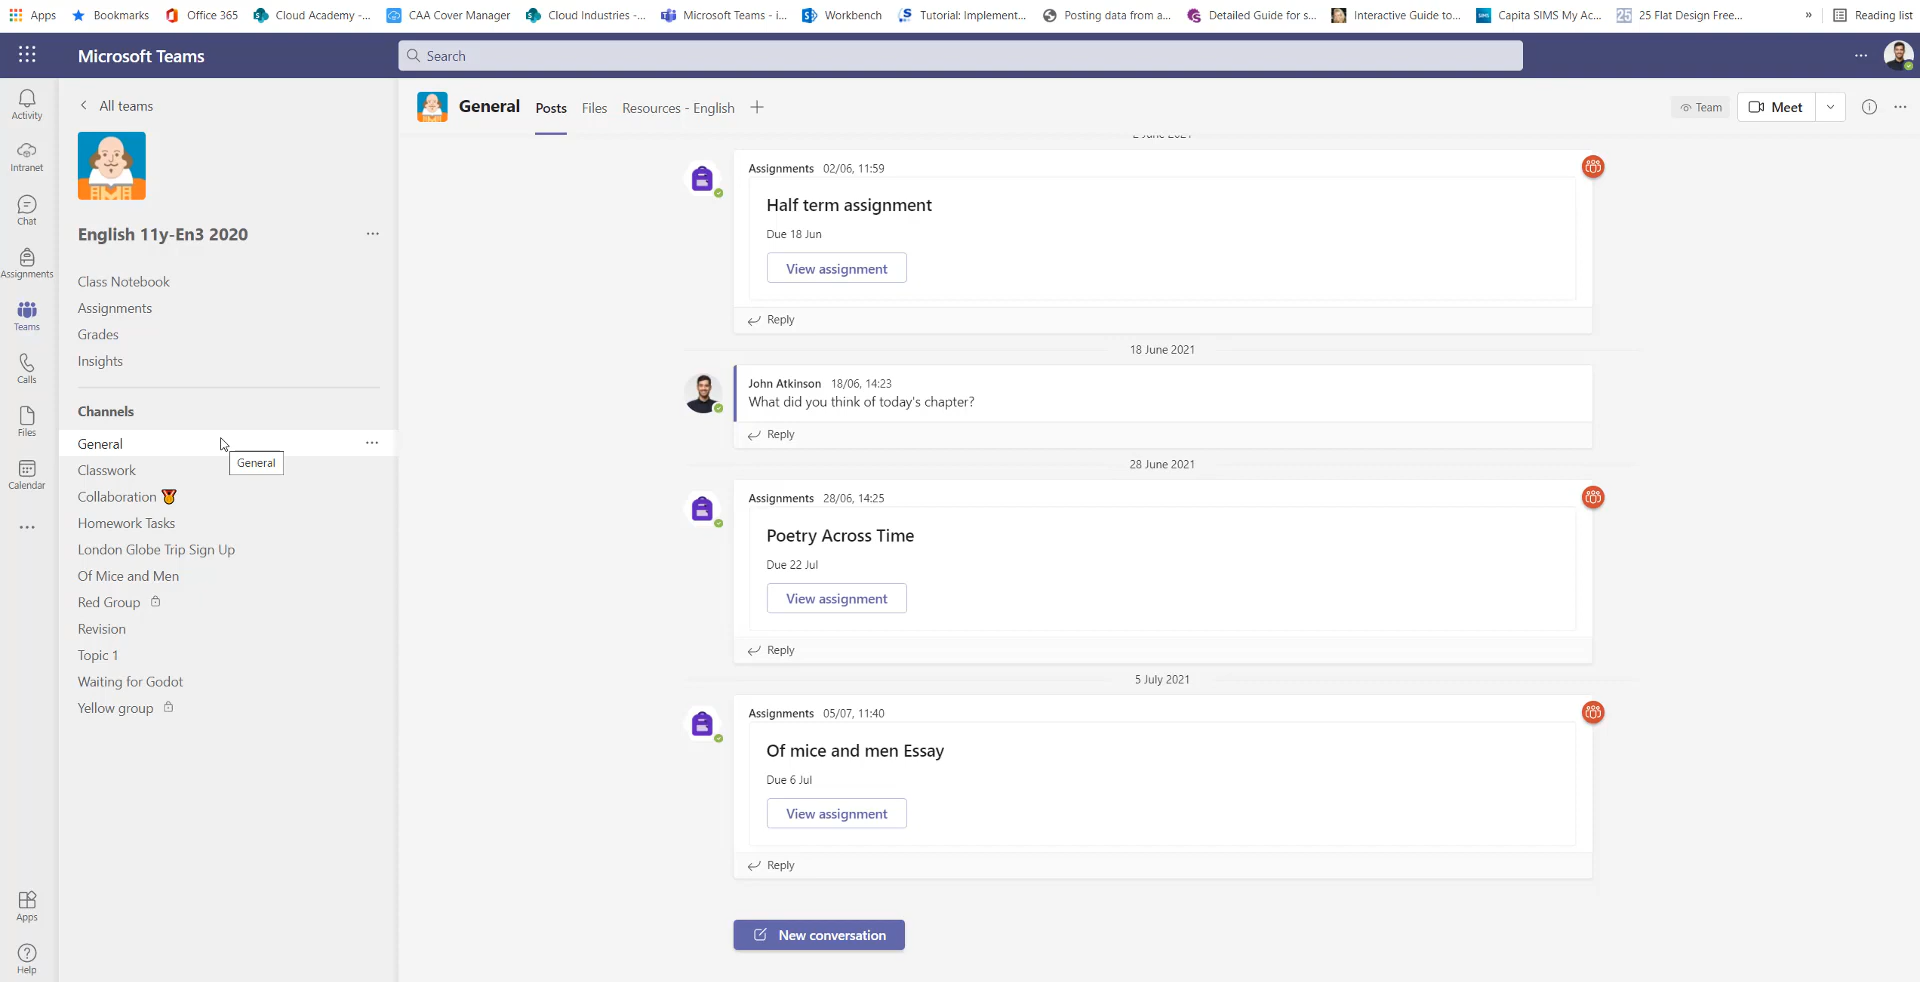 Apps
Bookmarks
Office 365
Cloud Academy -...
CAA Cover Manager
Cloud Industries -...
Microsoft Teams - i...
Workbench
Tutorial: Implement...
Posting data from a...
Detailed Guide for s...
Interactive Guide to...
Capita SIMS My Ac...
25 Flat Design Free...
»
Reading list
Microsoft Teams
Search
Activity
Intranet
Chat
Assignments
Teams
Calls
Files
Calendar
Apps
Help
All teams
English 11y-En3 2020
Class Notebook
Assignments
Grades
Insights
Channels
General
General
Classwork
Collaboration
Homework Tasks
London Globe Trip Sign Up
Of Mice and Men
Red Group
Revision
Topic 1
Waiting for Godot
Yellow group
General
Posts
Files
Resources - English
Team
Meet
2 June 2021
Assignments 02/06, 11:59
Half term assignment
Due 18 Jun
View assignment
Reply
18 June 2021
John Atkinson 18/06, 14:23
What did you think of today's chapter?
Reply
28 June 2021
Assignments 28/06, 14:25
Poetry Across Time
Due 22 Jul
View assignment
Reply
5 July 2021
Assignments 05/07, 11:40
Of mice and men Essay
Due 6 Jul
View assignment
Reply
New conversation